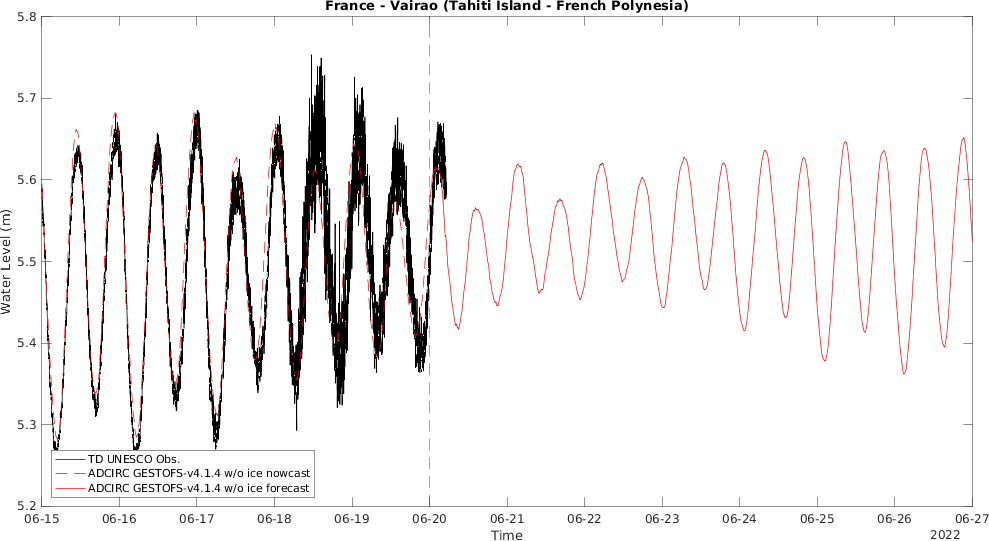 France - Vairao (Tahiti Island - French Polynesia)
5.8
5.7
5.6
5.5
5.4
5.3
5.2
Water Level (m)
TD UNESCO Obs.
ADCIRC GESTOFS-v4.1.4 w/o ice nowcast
ADCIRC GESTOFS-v4.1.4 w/o ice forecast
06-15 06-16 06-17 06-18 06-19 06-20 06-21 06-22 06-23 06-24 06-25 06-26 06-27
Time
2022